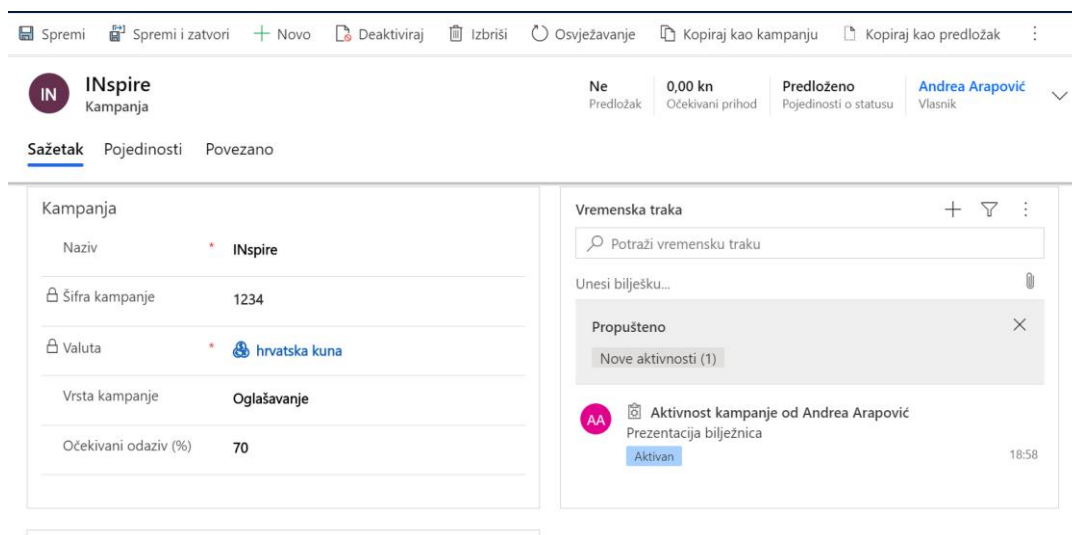 Spremi Spremi i zatvori Novo Deaktiviraj Izbriši Osvježavanje Kopiraj kao kampanju Kopiraj kao predložak
IN
INspire
Kampanja
Ne
Predložak
0,00 kn
Očekivani prihod
Predloženo
Pojedinosti o statusu
Andrea Arapović
Vlasnik
Sažetak Pojedinosti Povezano
Kampanja
Naziv * INspire
Šifra kampanje 1234
Valuta * hrvatska kuna
Vrsta kampanje Oglašavanje
Očekivani odaziv (%) 70
Vremenska traka
Potraži vremensku traku
Unesi bilješku...
Propušteno
Nove aktivnosti (1)
AA
Aktivnost kampanje od Andrea Arapović
Prezentacija bilježnica
Aktivan 18:58